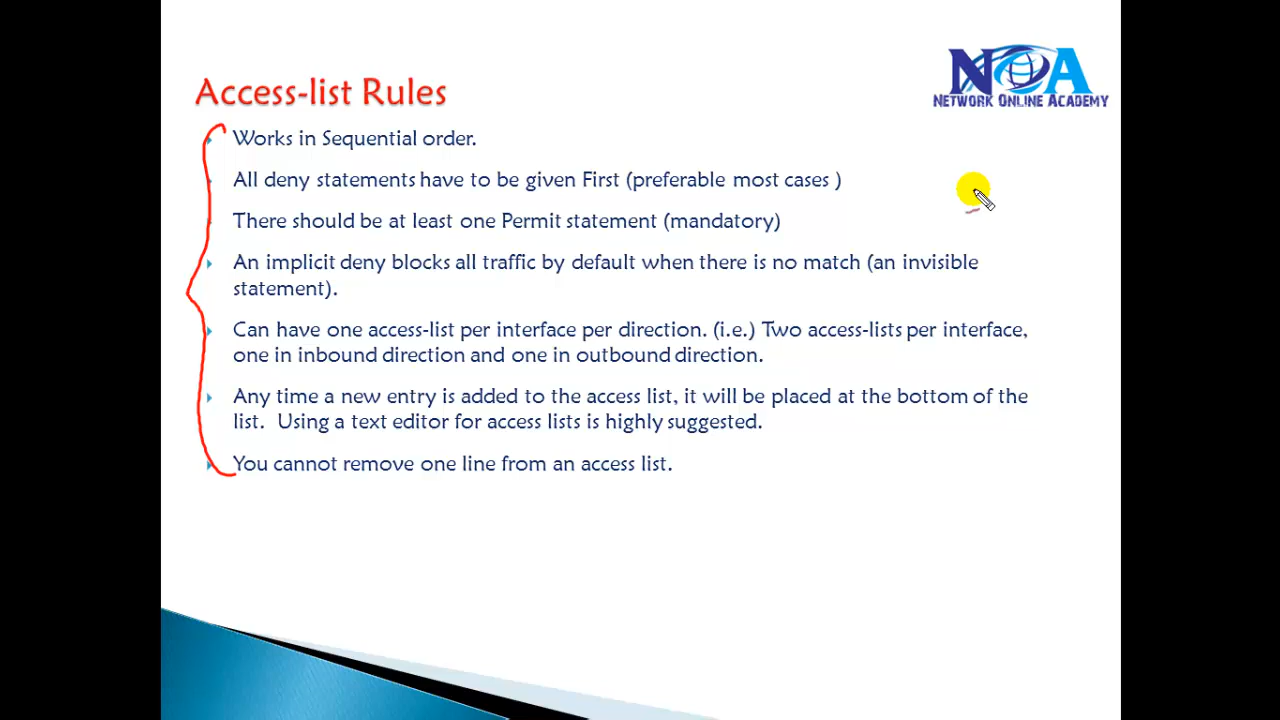 NOA
NETWORK ONLINE ACADEMY
Access-list Rules
Works in Sequential order.
All deny statements have to be given First (preferable most cases )
There should be at least one Permit statement (mandatory)
An implicit deny blocks all traffic by default when there is no match (an invisible
statement).
Can have one access-list per interface per direction. (i.e.) Two access-lists per interface,
one in inbound direction and one in outbound direction.
Any time a new entry is added to the access list, it will be placed at the bottom of the
list. Using a text editor for access lists is highly suggested.
You cannot remove one line from an access list.